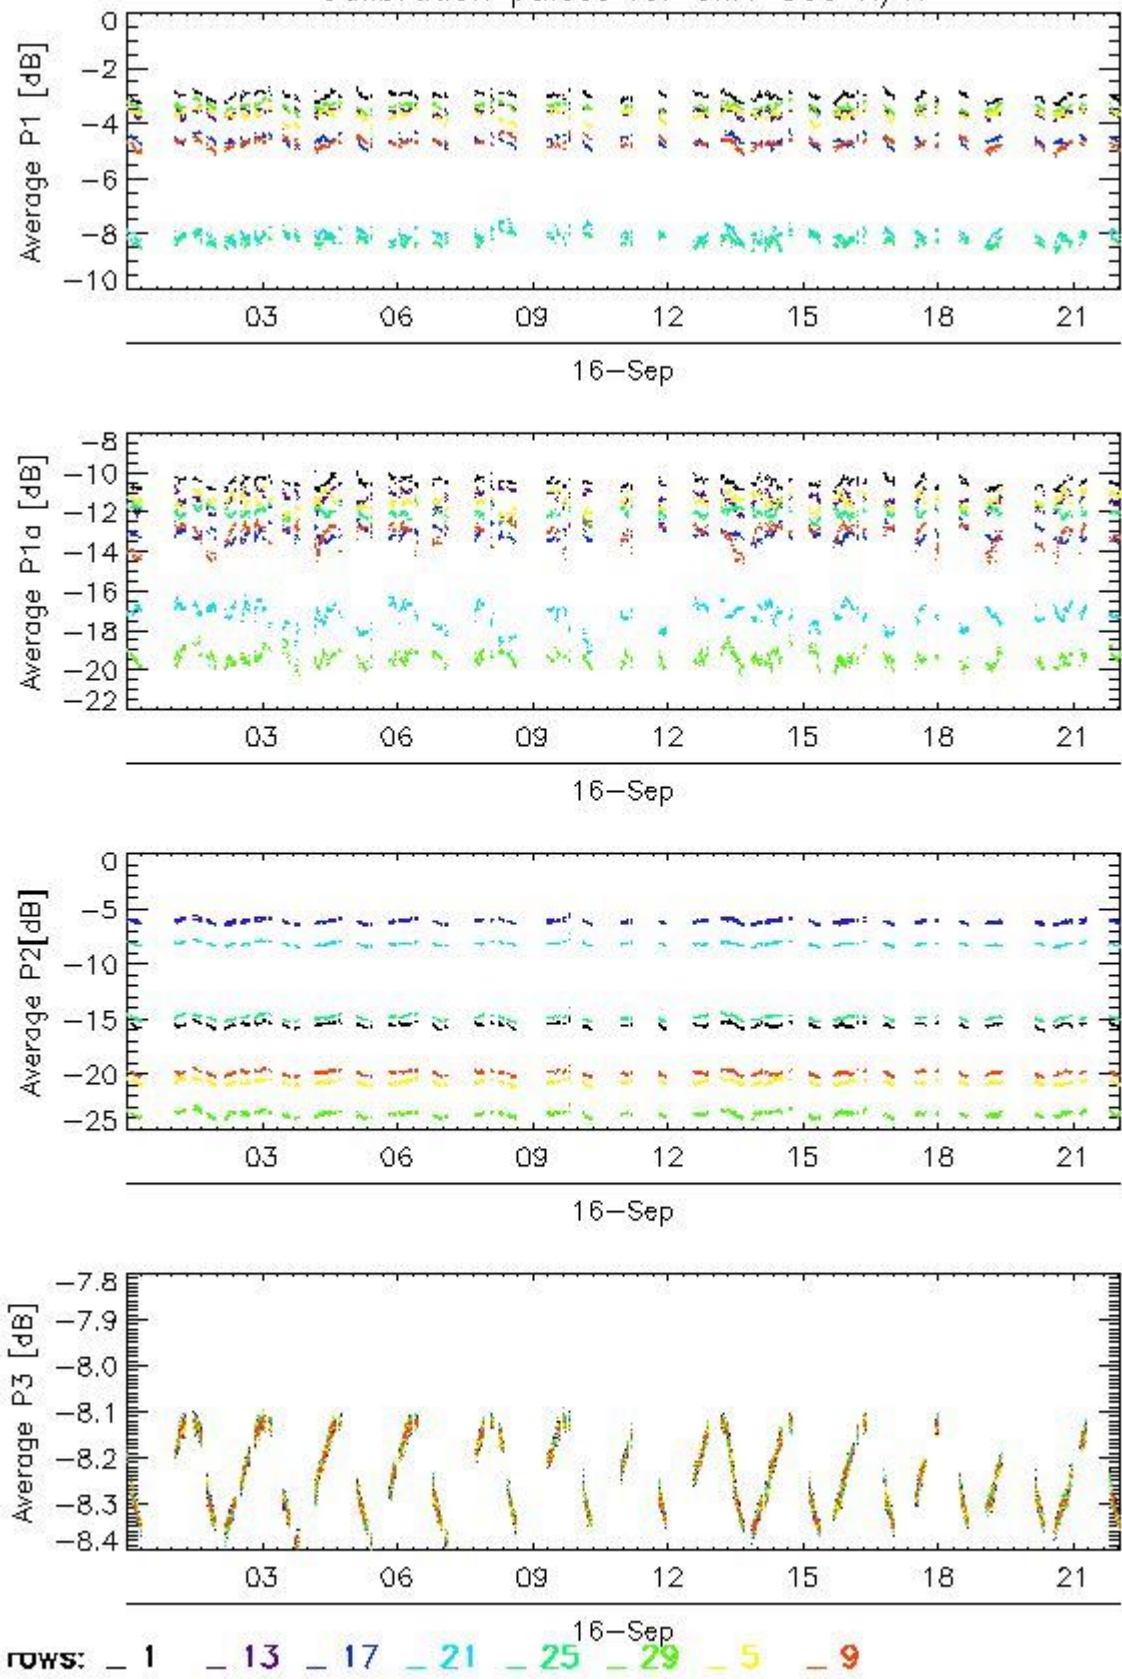 0
-2
-4
-6
-8
-10
Average P1 [dB]
03 06 09 12 15 18 21
16-Sep
-8
-10
-12
-14
-16
-18
-20
-22
Average P1a [dB]
03 06 09 12 15 18 21
16-Sep
0
-5
-10
-15
-20
-25
Average P2[dB]
03 06 09 12 15 18 21
16-Sep
-7.8
-7.9
-8.0
-8.1
-8.2
-8.3
-8.4
Average P3 [dB]
03 06 09 12 15 18 21
16-Sep
rows: _ 1 _ 13 _ 17 _ 21 _ 25 _ 29 _ 5 _ 9